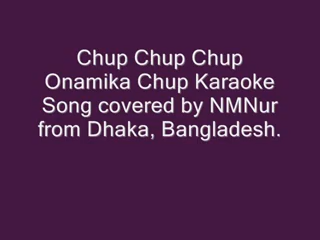 Chup Chup Chup
Onamika Chup Karaoke
Song covered by NMNur
from Dhaka, Bangladesh.